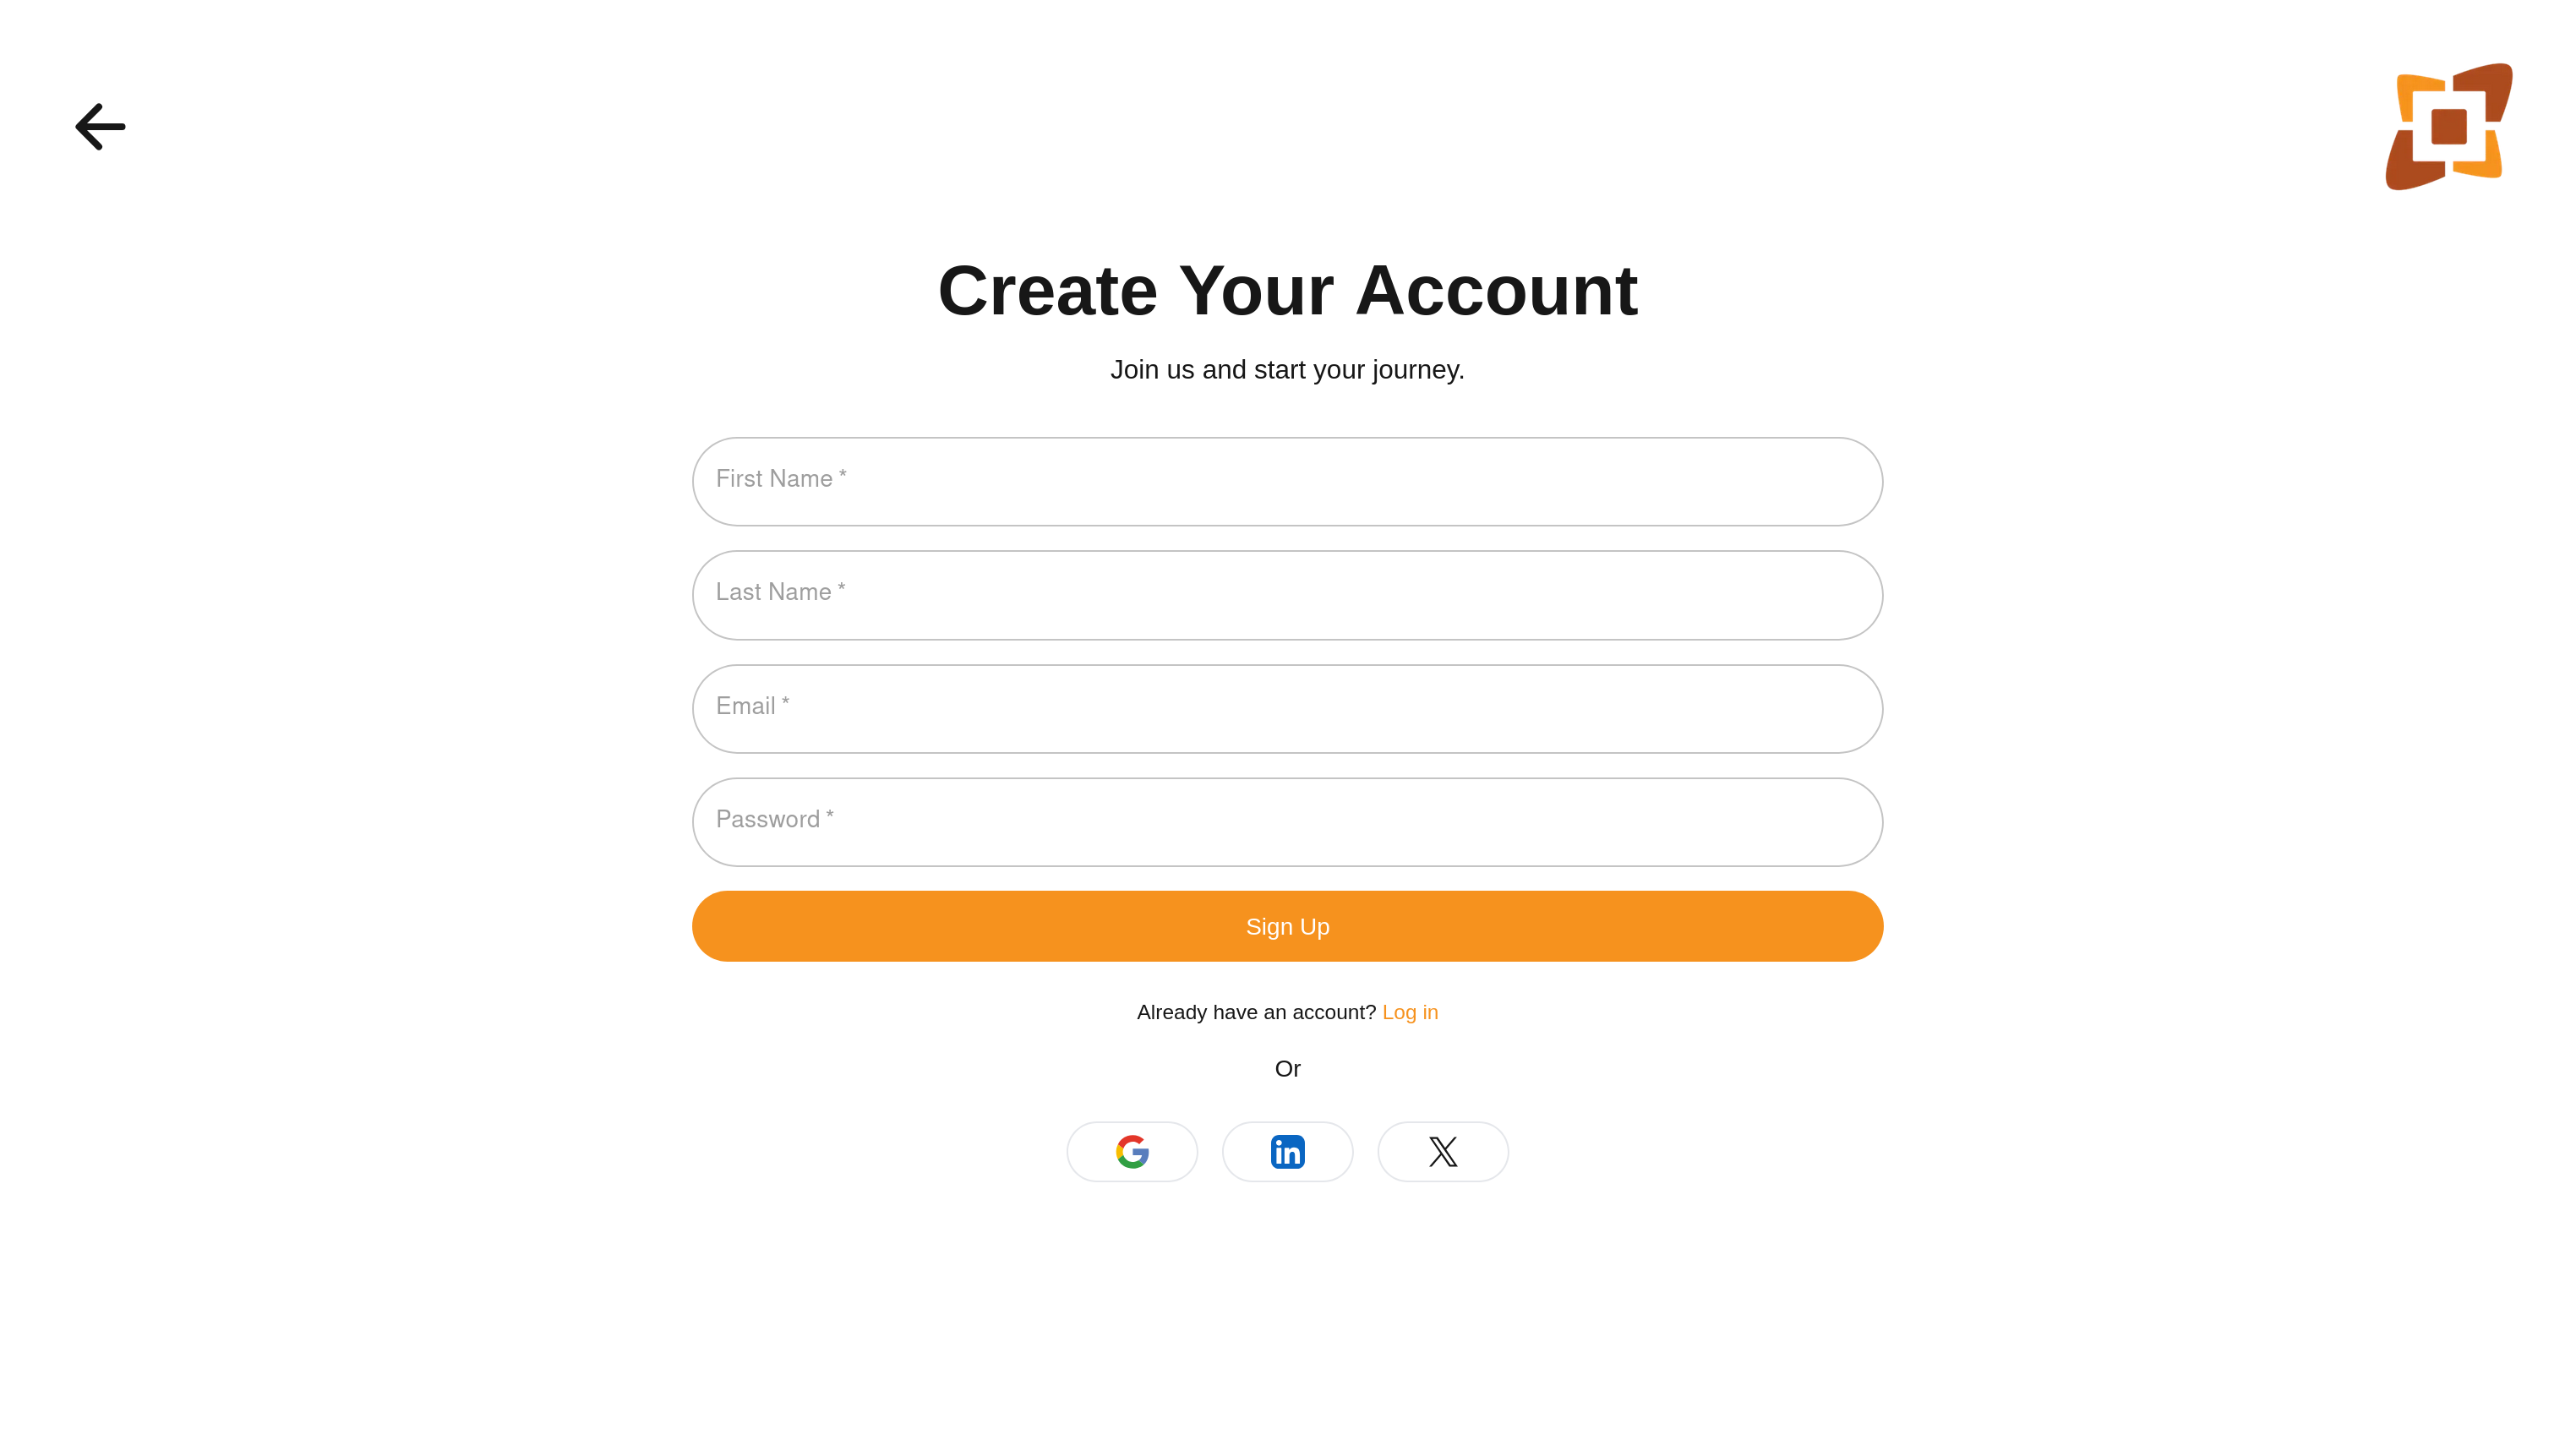 Create Your Account
Join us and start your journey.
First Name *
Last Name *
Email *
Password *
Sign Up
Already have an account? Log in
Or